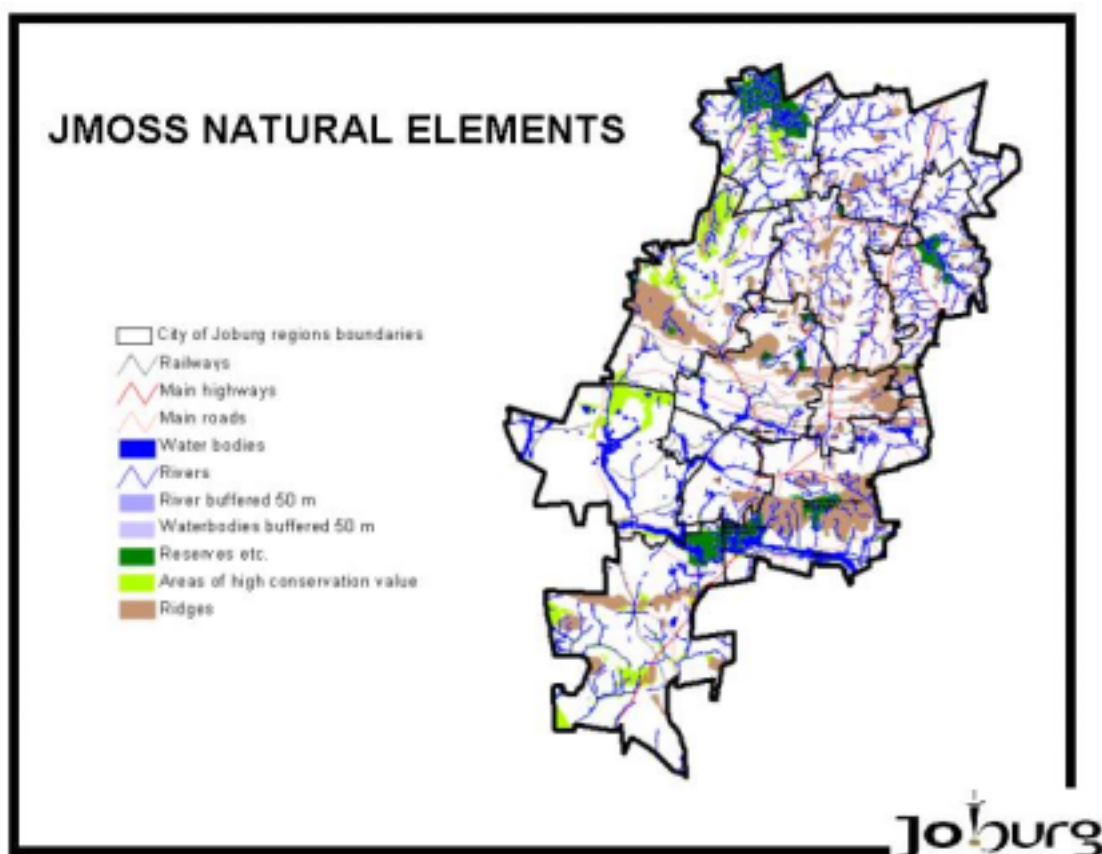 JMOSS NATURAL ELEMENTS
City of Joburg regions boundaries
Railways
Main highways
Main roads
Water bodies
Rivers
River buffered 50 m
Waterbodies buffered 50 m
Reserves etc.
Areas of high conservation value
Ridges
Joburg